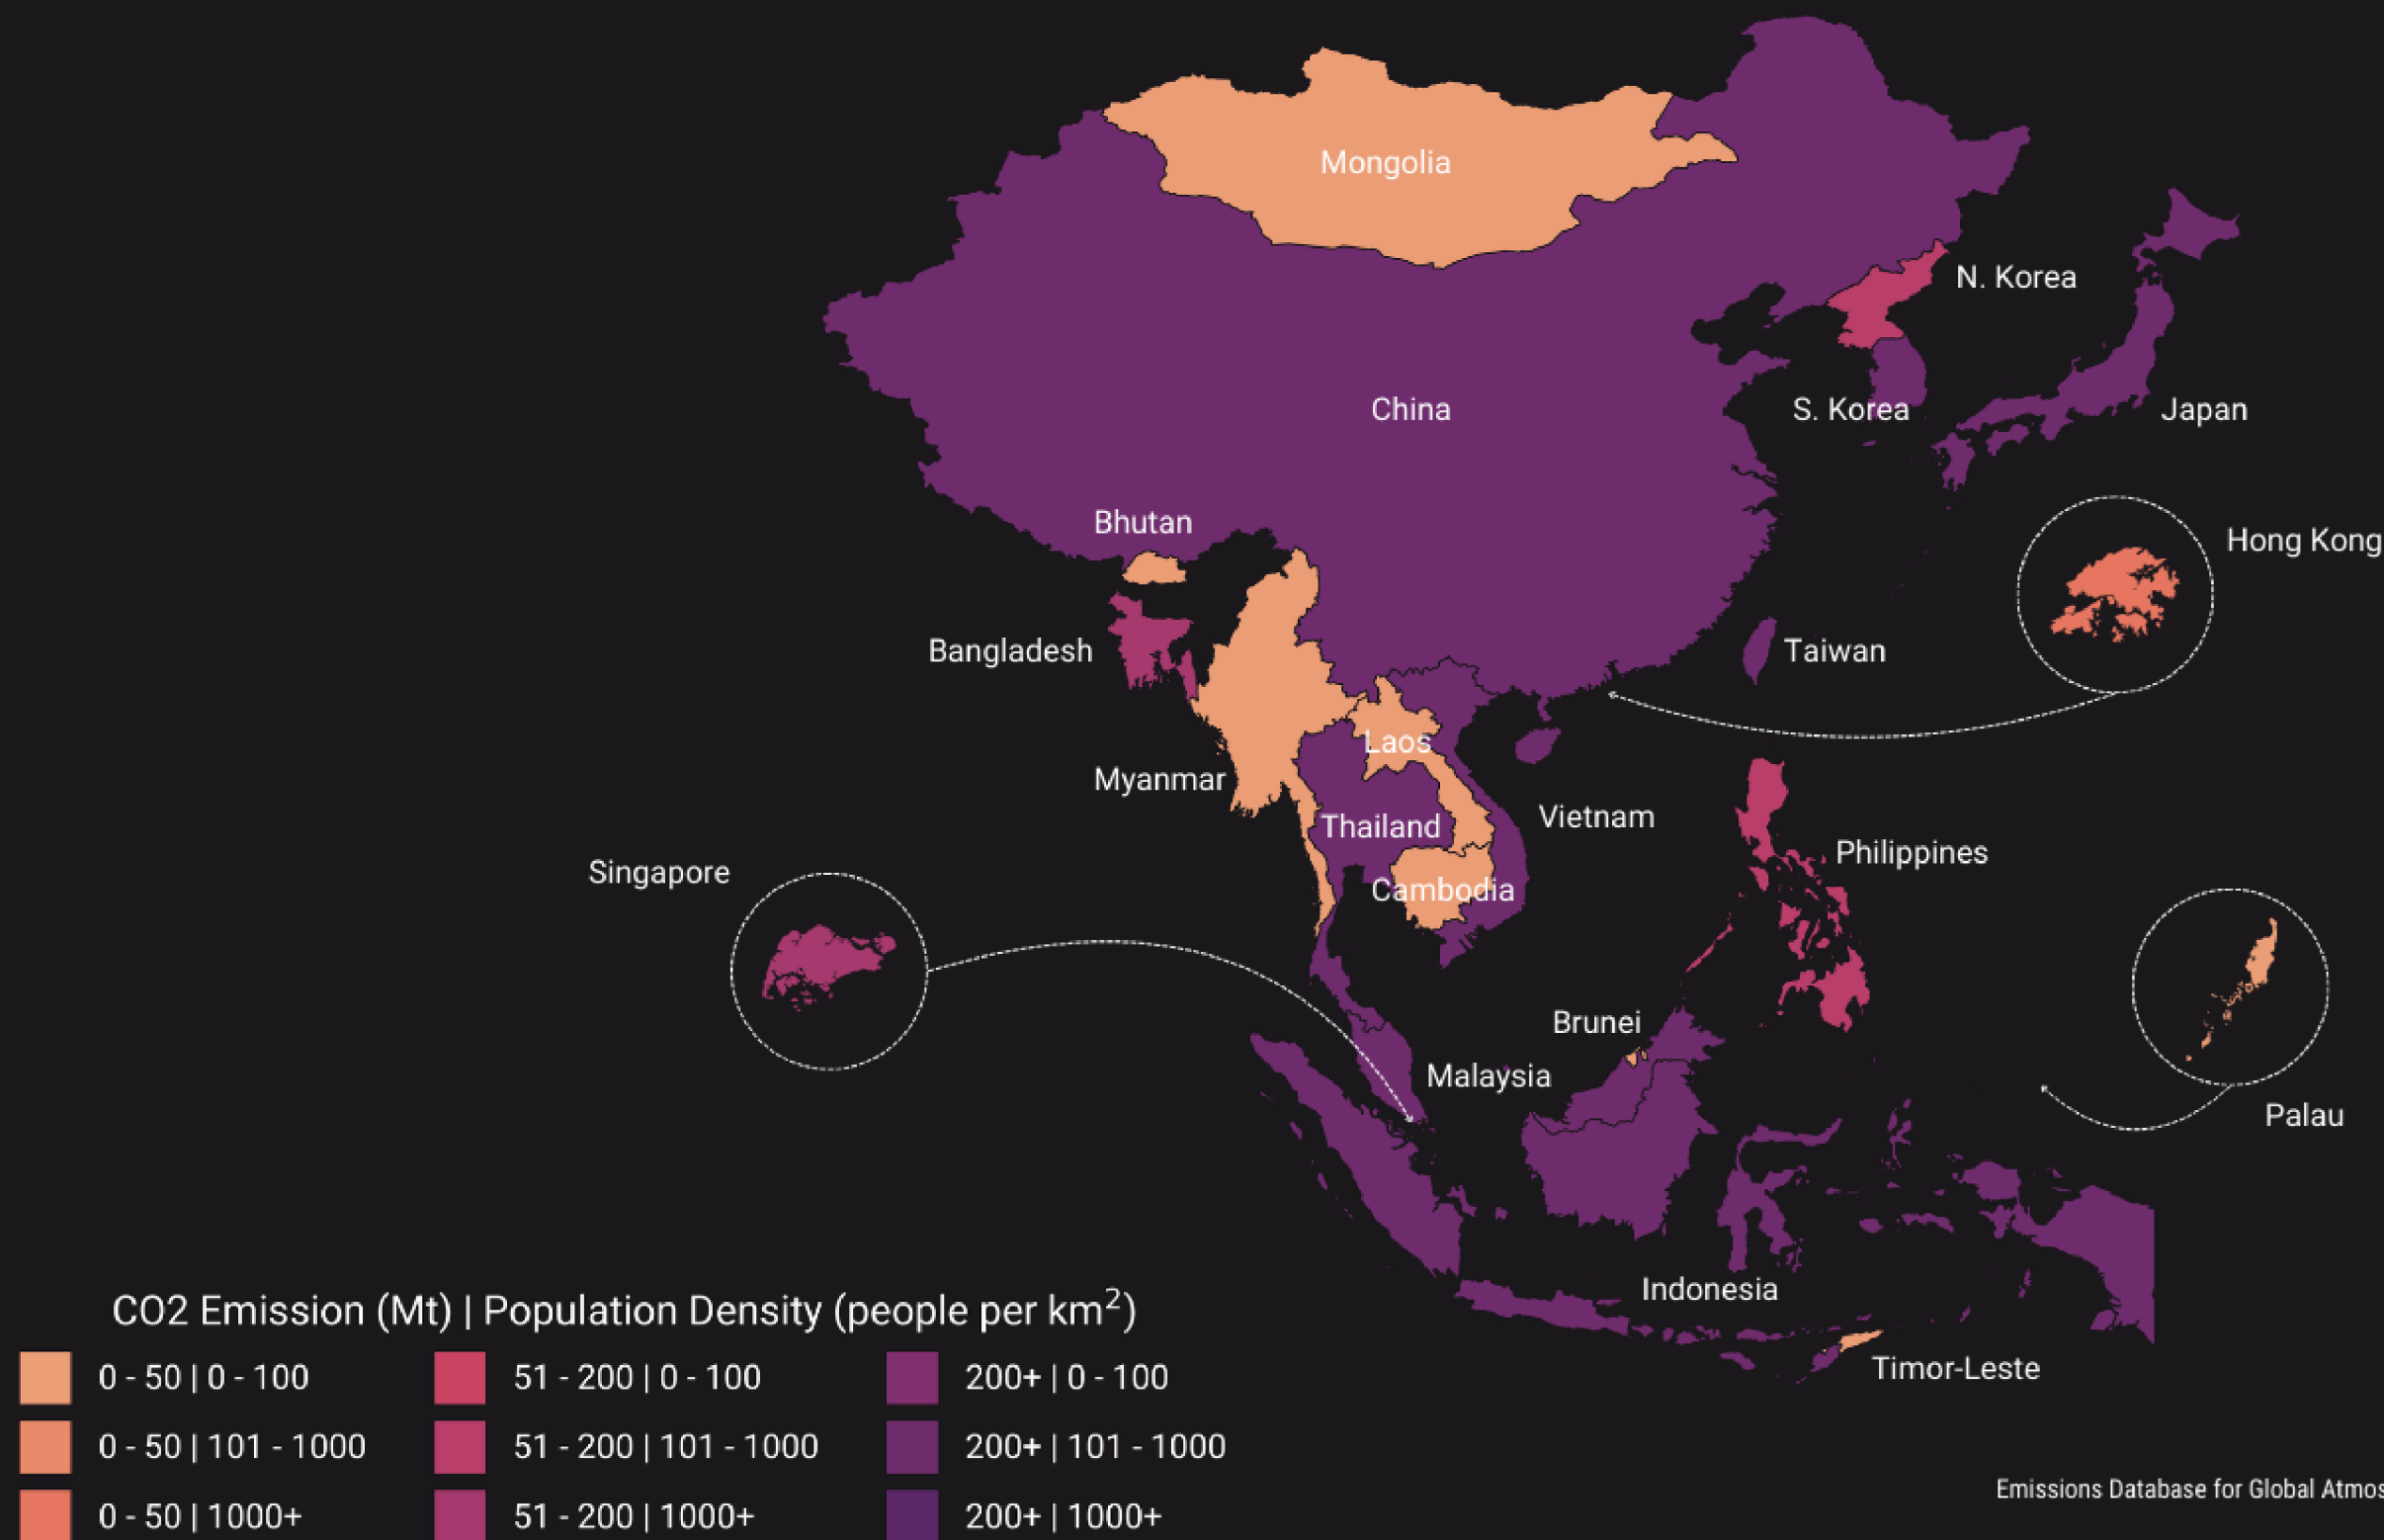 Mongolia
N. Korea
China
S. Korea
Japan
Bhutan
Hong Kong
Bangladesh
Taiwan
Laos
Myanmar
Vietnam
Thailand
Philippines
Singapore
Cambodia
Brunei
Malaysia
Palau
Indonesia
Timor-Leste
CO2 Emission (Mt) | Population Density (people per km²)
0 - 50 | 0 - 100
51 - 200 | 0 - 100
200+ | 0 - 100
0 - 50 | 101 - 1000
51 - 200 | 101 - 1000
200+ | 101 - 1000
0 - 50 | 1000+
51 - 200 | 1000+
200+ | 1000+
Emissions Database for Global Atmos